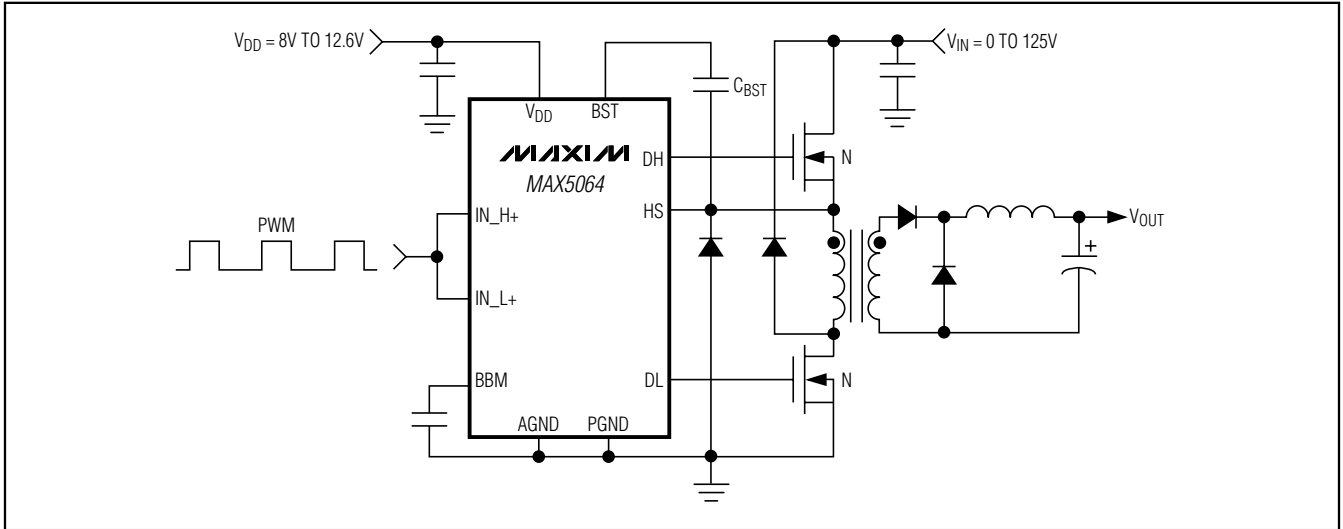 V_DD = 8V TO 12.6V
V_IN = 0 TO 125V
C_BST
V_DD
BST
MAXIM
MAX5064
DH
N
HS
IN_H+
PWM
V_OUT
+
IN_L+
BBM
DL
N
AGND
PGND